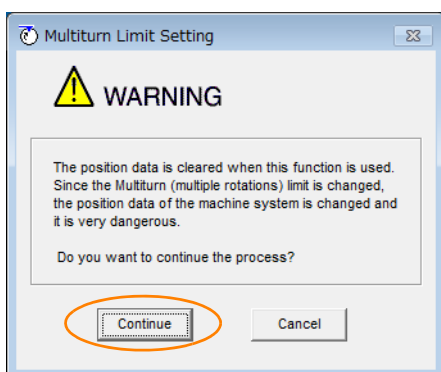 Multiturn Limit Setting
WARNING
The position data is cleared when this function is used.
Since the Multiturn (multiple rotations) limit is changed,
the position data of the machine system is changed and
it is very dangerous.
Do you want to continue the process?
Continue Cancel